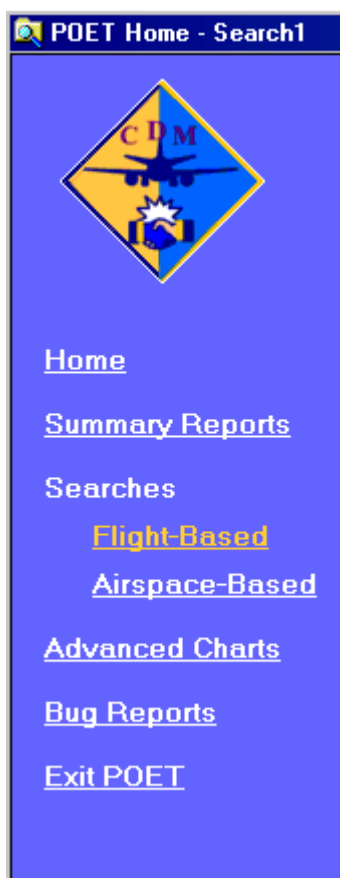 POET Home - Search1
CDM
Home
Summary Reports
Searches
Flight-Based
Airspace-Based
Advanced Charts
Bug Reports
Exit POET